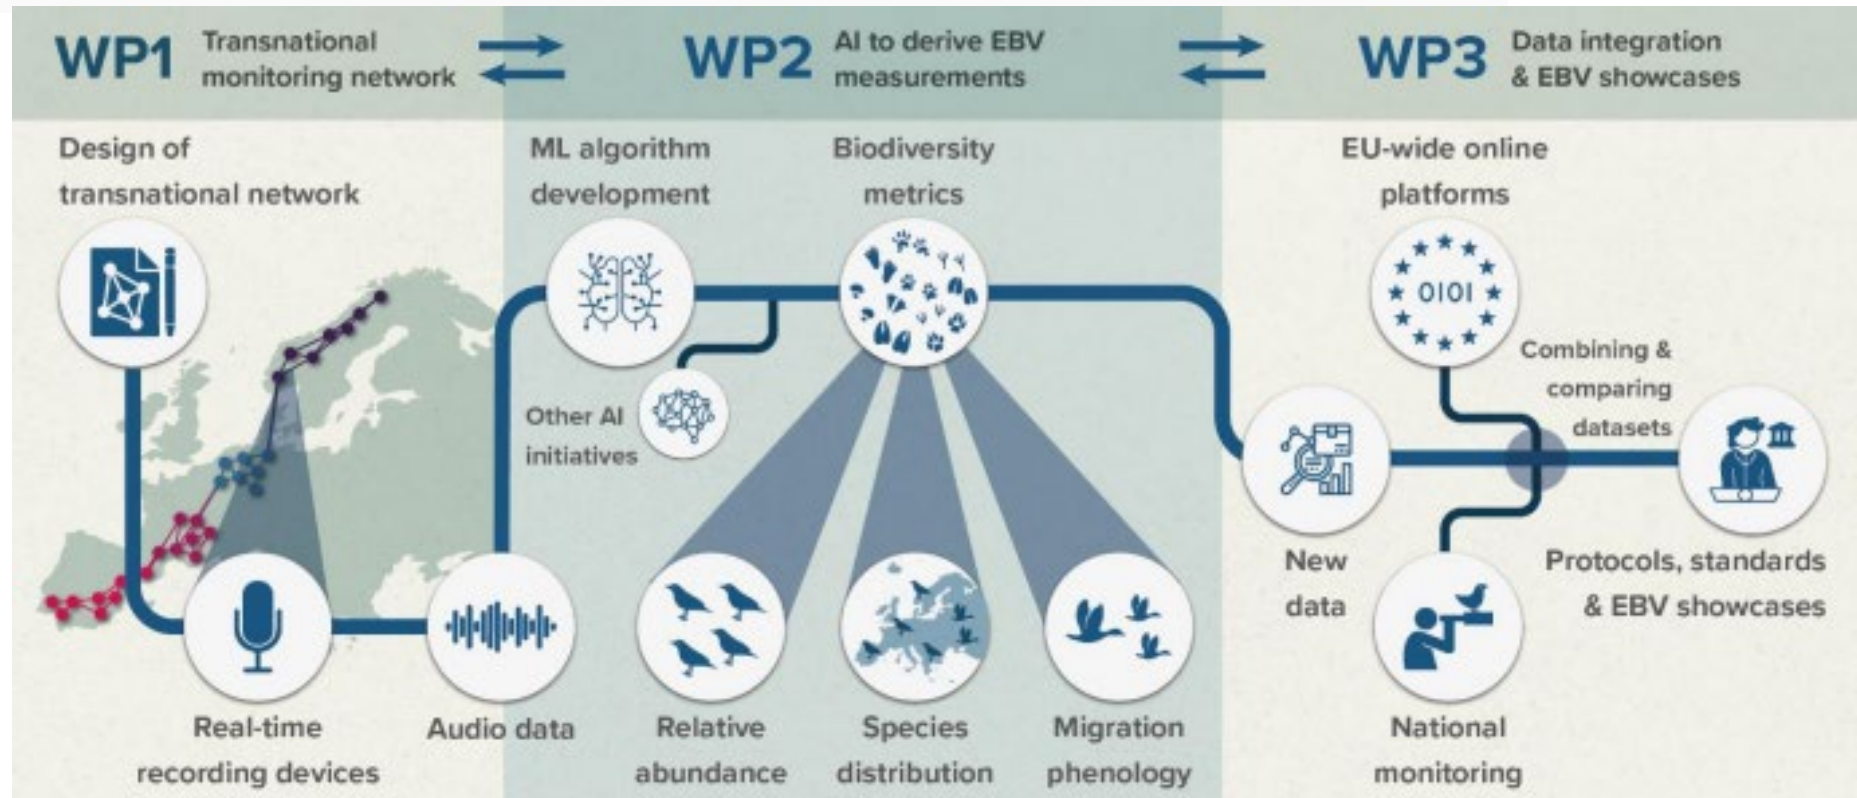 WP1
Transnational
monitoring network
WP2
AI to derive EBV
measurements
WP3
Data integration
& EBV showcases
Design of
transnational network
Real-time
recording devices
Audio data
ML algorithm
development
Other AI
initiatives
Biodiversity
metrics
Relative
abundance
Species
distribution
Migration
phenology
EU-wide online
platforms
0101
Combining &
comparing
datasets
New
data
National
monitoring
Protocols, standards
& EBV showcases